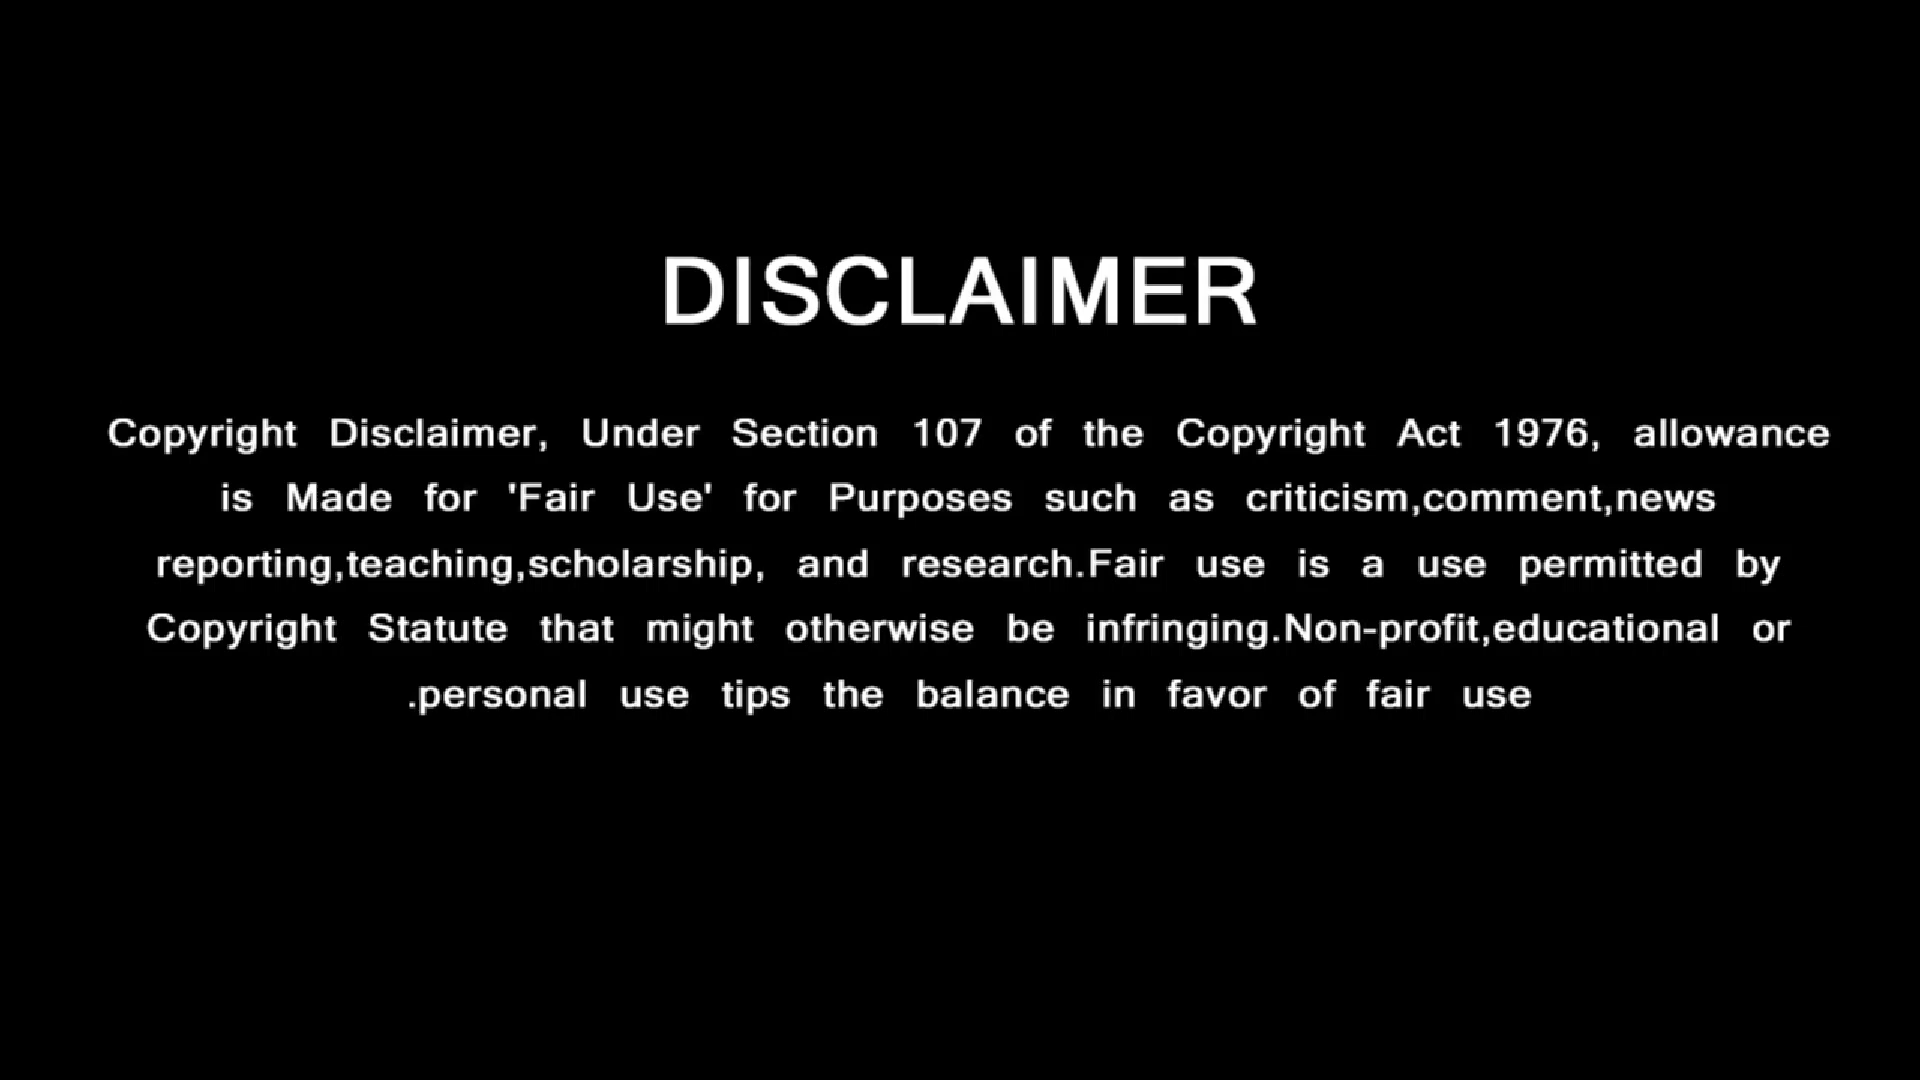 DISCLAIMER
Copyright Disclaimer, Under Section 107 of the Copyright Act 1976, allowance
is Made for 'Fair Use' for Purposes such as criticism,comment,news
reporting,teaching,scholarship, and research.Fair use is a use permitted by
Copyright Statute that might otherwise be infringing.Non-profit,educational or
.personal use tips the balance in favor of fair use